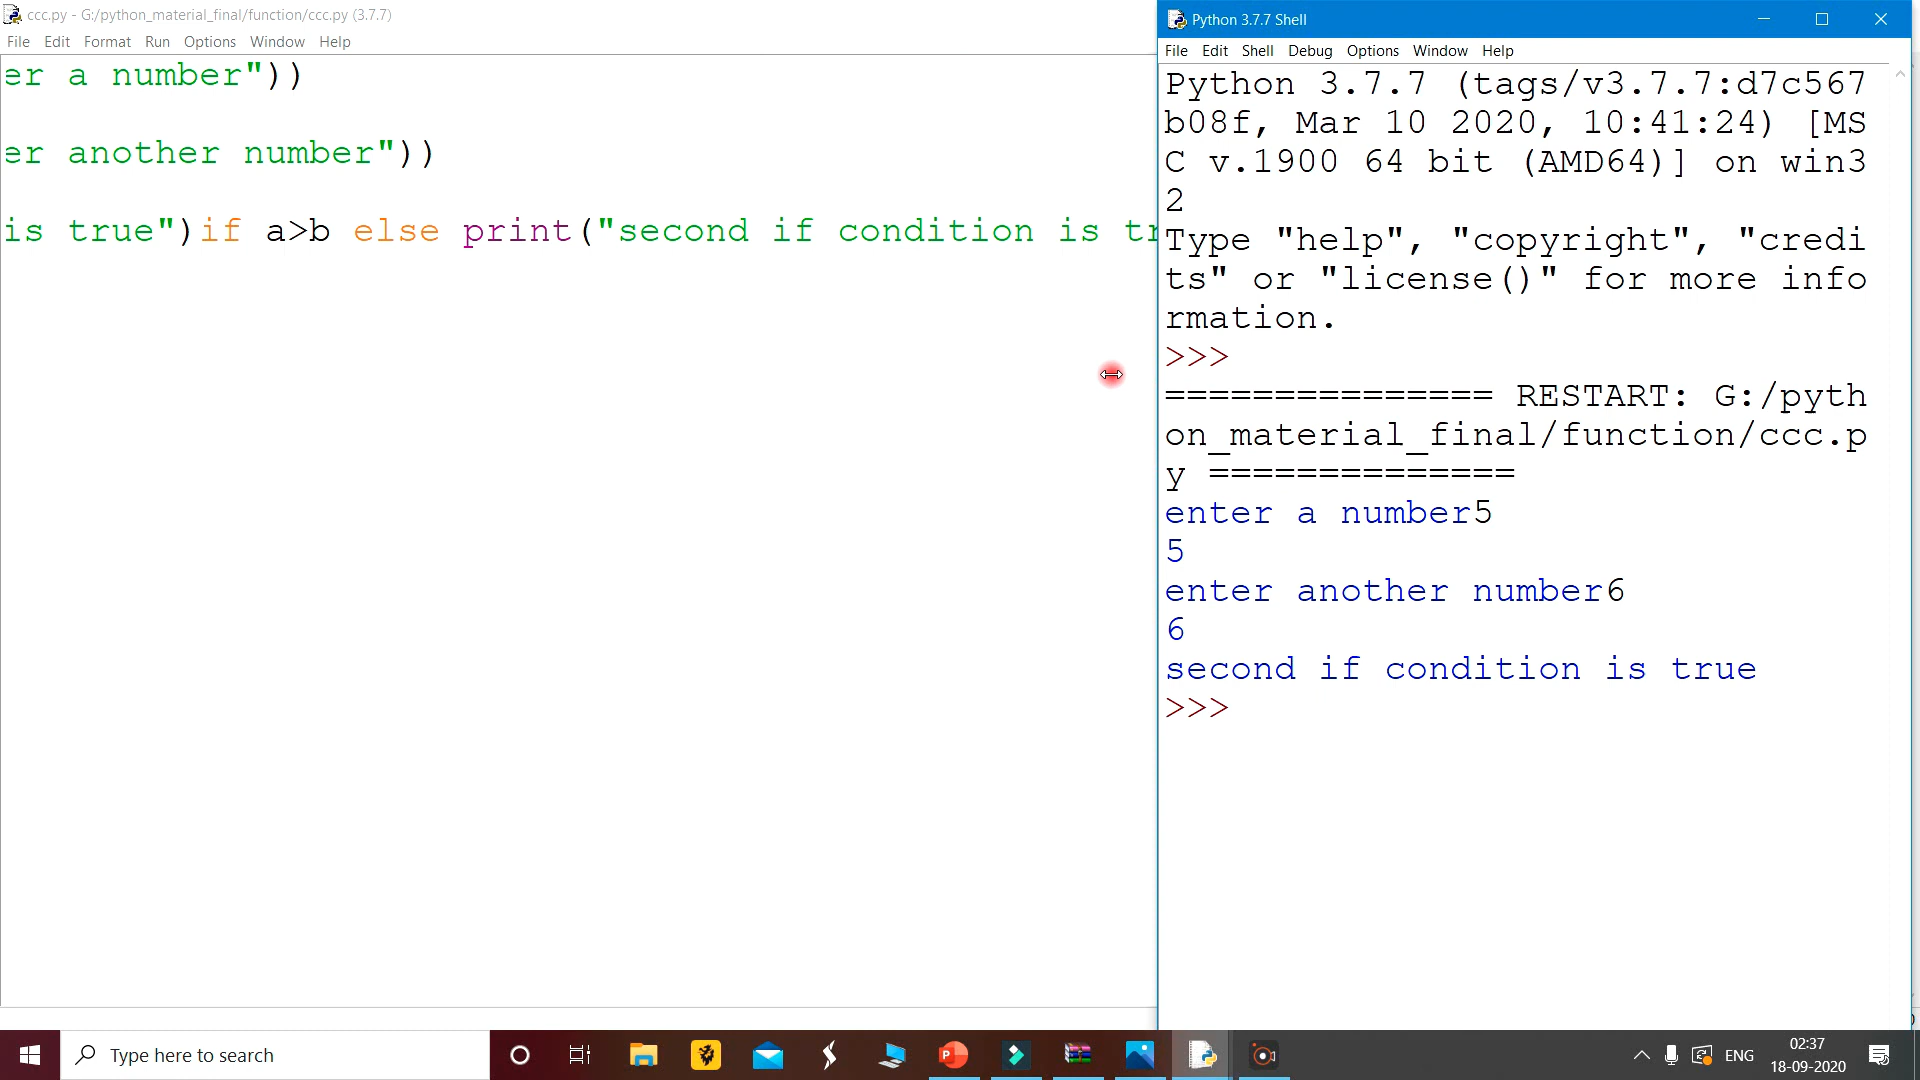 ccc.py - G:/python_material_final/function/ccc.py (3.7.7)
File Edit Format Run Options Window Help
er a number"))
er another number"))
is true")if a>b else print("second if condition is tr
Python 3.7.7 Shell
File Edit Shell Debug Options Window Help
Python 3.7.7 (tags/v3.7.7:d7c567
b08f, Mar 10 2020, 10:41:24) [MS
C v.1900 64 bit (AMD64)] on win3
2
Type "help", "copyright", "credi
ts" or "license()" for more info
rmation.
>>>
=============== RESTART: G:/pyth
on_material_final/function/ccc.p
y ==============
enter a number5
5
enter another number6
6
second if condition is true
>>>
Type here to search
ENG
02:37
18-09-2020